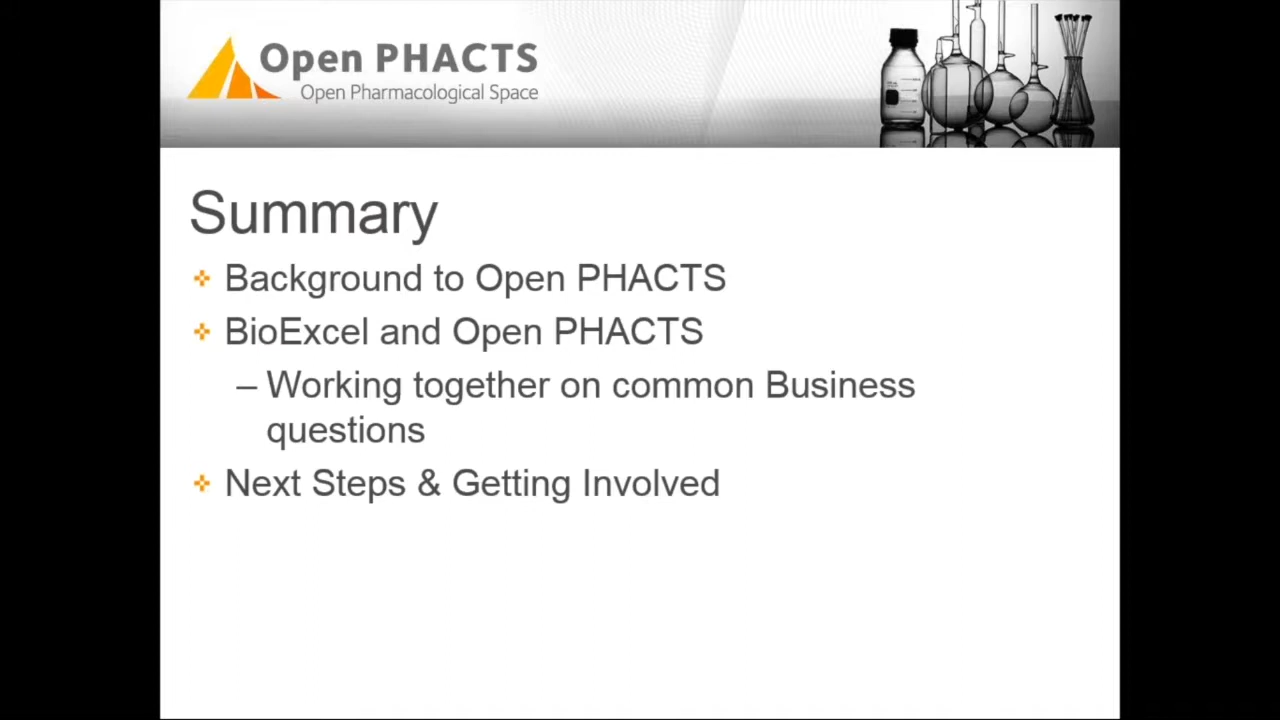 Open PHACTS
Open Pharmacological Space
Summary
Background to Open PHACTS
BioExcel and Open PHACTS
– Working together on common Business
questions
Next Steps & Getting Involved